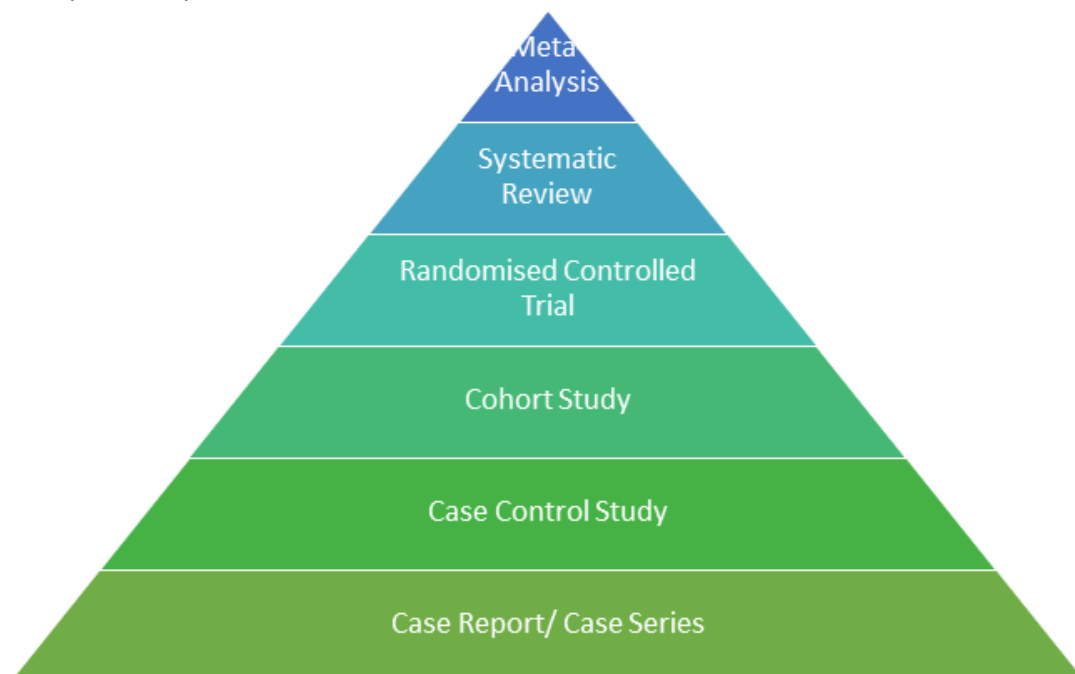 Meta
Analysis
Systematic
Review
Randomised Controlled
Trial
Cohort Study
Case Control Study
Case Report/ Case Series